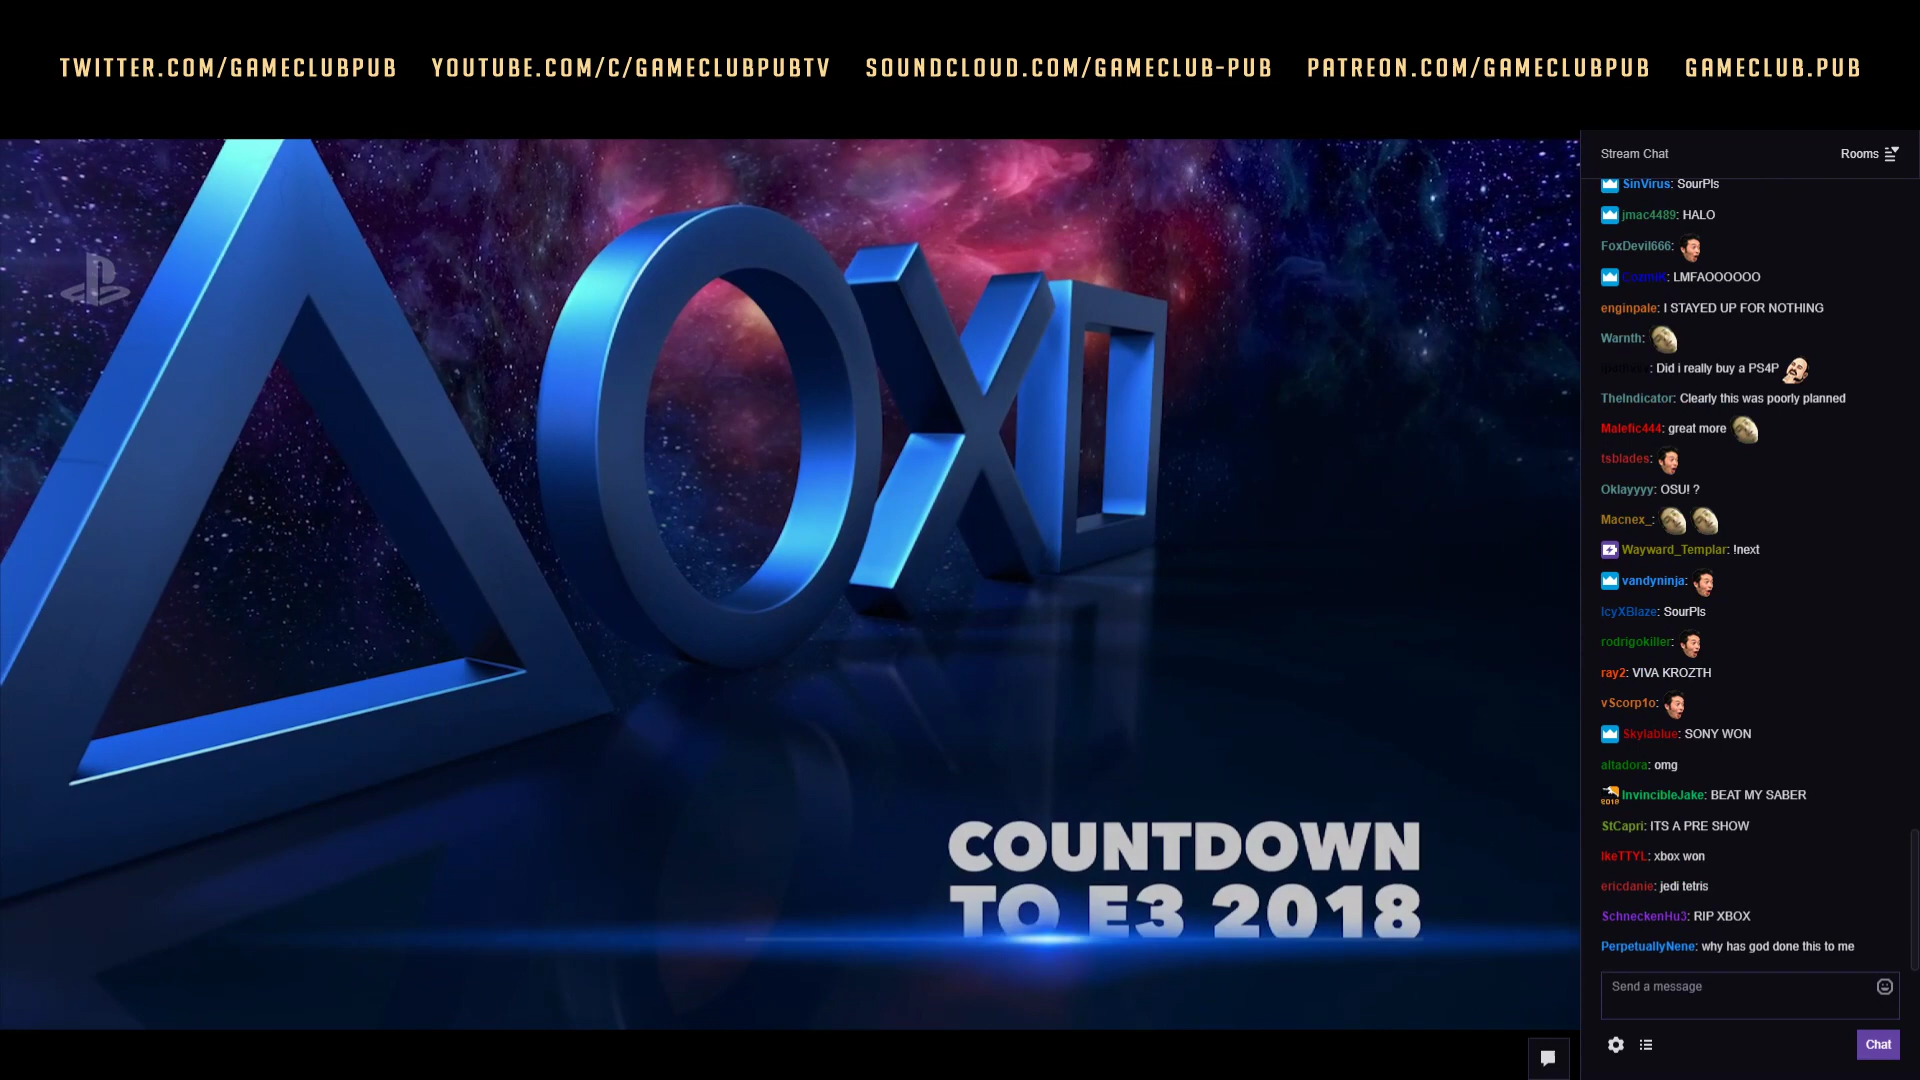 TWITTER.COM/GAMECLUBPUB YOUTUBE.COM/C/GAMECLUBPUBTV SOUNDCLOUD.COM/GAMECLUB-PUB PATREON.COM/GAMECLUBPUB GAMECLUB.PUB
COUNTDOWN
TO E3 2018
Stream Chat Rooms
SinVirus: SourPls
jmac4489: HALO
FoxDevil666:
CozmiK: LMFAOOOOOO
enginpale: I STAYED UP FOR NOTHING
Warnth:
: Did i really buy a PS4P
TheIndicator: Clearly this was poorly planned
Malefic444: great more
tsblades:
Oklayyyy: OSU! ?
Macnex_:
Wayward_Templar: !next
vandyninja:
IcyXBlaze: SourPls
rodrigokiller:
ray2: VIVA KROZTH
vScorp1o:
Skylablue: SONY WON
altadora: omg
2018 InvincibleJake: BEAT MY SABER
StCapri: ITS A PRE SHOW
IkeTTYL: xbox won
ericdanie: jedi tetris
SchneckenHu3: RIP XBOX
PerpetuallyNene: why has god done this to me
Send a message
Chat